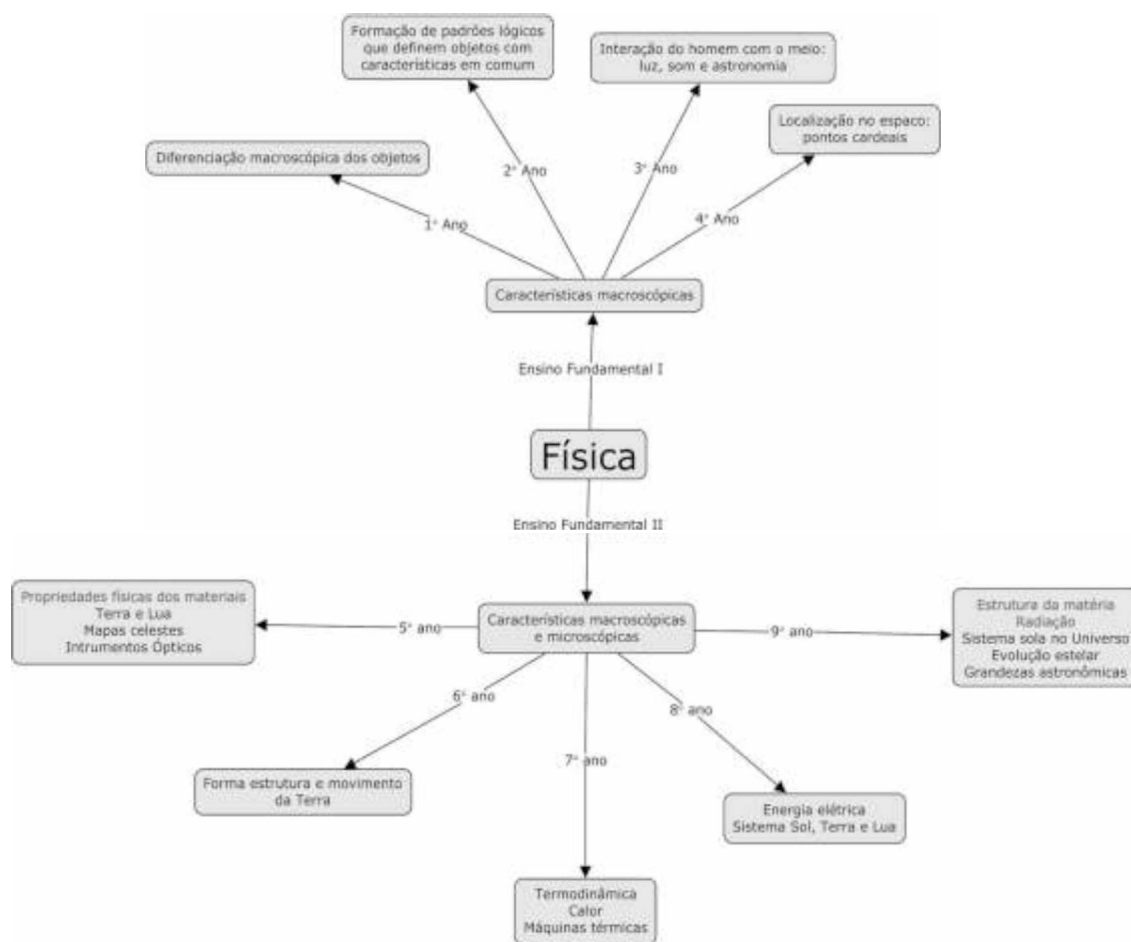 Formação de padrões lógicos
que definem objetos com
características em comum
Interação do homem com o meio:
luz, som e astronomia
Localização no espaco:
pontos cardeais
Diferenciação macroscópica dos objetos
2° Ano
3° Ano
1° Ano
4° Ano
Características macroscópicas
Ensino Fundamental I
Física
Ensino Fundamental II
Propriedades físicas dos materiais
Terra e Lua
Mapas celestes
Intrumentos Ópticos
5° ano
Características macroscópicas
e microscópicas
9° ano
Estrutura da matéria
Radiação
Sistema sola no Universo
Evolução estelar
Grandezas astronômicas
6° ano
8° ano
7° ano
Forma estrutura e movimento
da Terra
Energia elétrica
Sistema Sol, Terra e Lua
Termodinâmica
Calor
Máquinas térmicas